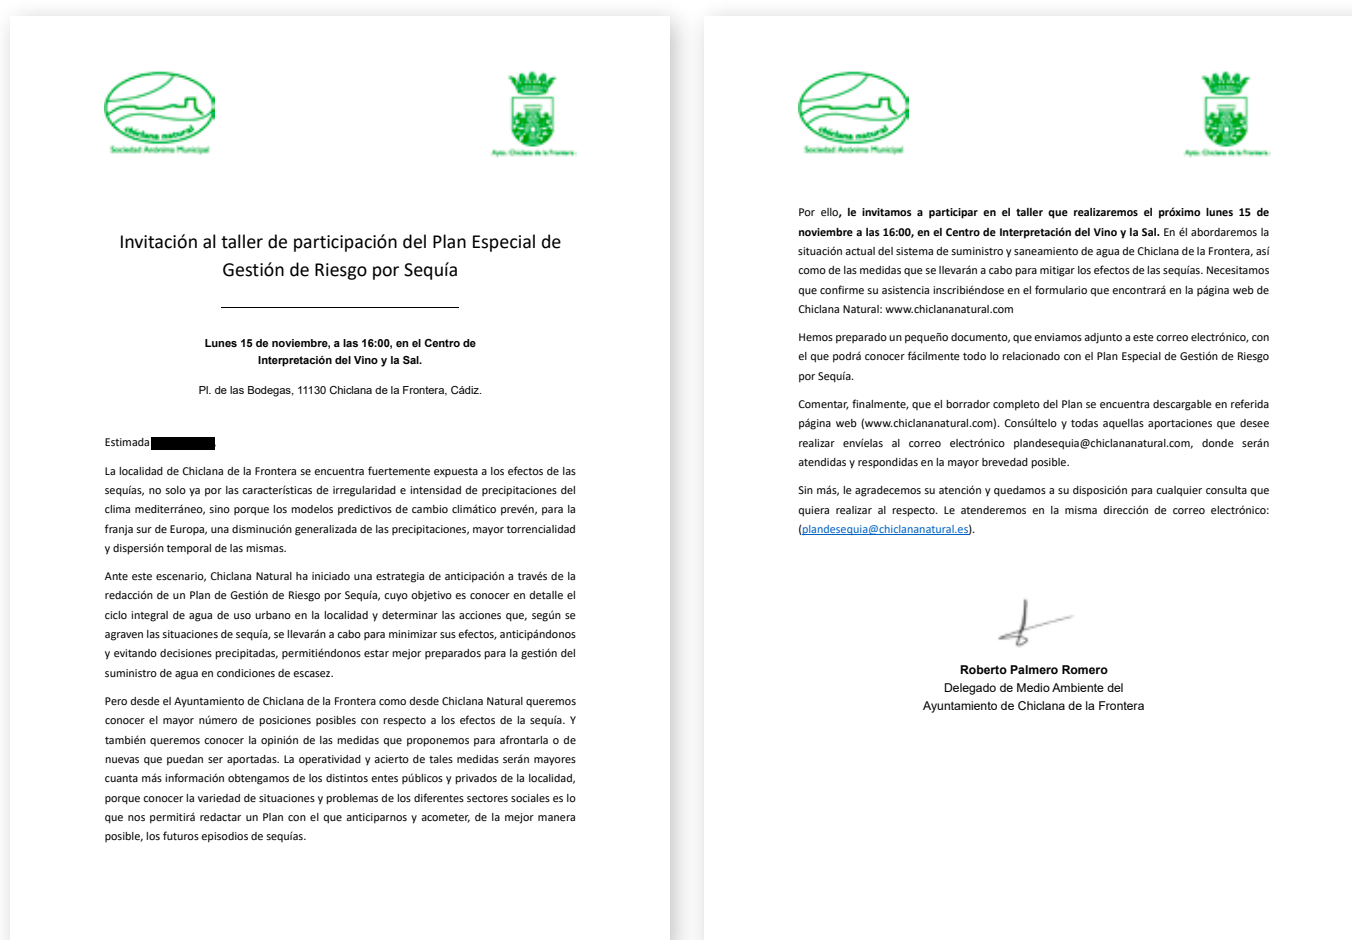 chiclana natural
Sociedad Anónima Municipal
Ayto. Chiclana de la Frontera
Invitación al taller de participación del Plan Especial de
Gestión de Riesgo por Sequía
Lunes 15 de noviembre, a las 16:00, en el Centro de
Interpretación del Vino y la Sal.
Pl. de las Bodegas, 11130 Chiclana de la Frontera, Cádiz.
Estimada
La localidad de Chiclana de la Frontera se encuentra fuertemente expuesta a los efectos de las
sequías, no solo ya por las características de irregularidad e intensidad de precipitaciones del
clima mediterráneo, sino porque los modelos predictivos de cambio climático prevén, para la
franja sur de Europa, una disminución generalizada de las precipitaciones, mayor torrencialidad
y dispersión temporal de las mismas.
Ante este escenario, Chiclana Natural ha iniciado una estrategia de anticipación a través de la
redacción de un Plan de Gestión de Riesgo por Sequía, cuyo objetivo es conocer en detalle el
ciclo integral de agua de uso urbano en la localidad y determinar las acciones que, según se
agraven las situaciones de sequía, se llevarán a cabo para minimizar sus efectos, anticipándonos
y evitando decisiones precipitadas, permitiéndonos estar mejor preparados para la gestión del
suministro de agua en condiciones de escasez.
Pero desde el Ayuntamiento de Chiclana de la Frontera como desde Chiclana Natural queremos
conocer el mayor número de posiciones posibles con respecto a los efectos de la sequía. Y
también queremos conocer la opinión de las medidas que proponemos para afrontarla o de
nuevas que puedan ser aportadas. La operatividad y acierto de tales medidas serán mayores
cuanta más información obtengamos de los distintos entes públicos y privados de la localidad,
porque conocer la variedad de situaciones y problemas de los diferentes sectores sociales es lo
que nos permitirá redactar un Plan con el que anticiparnos y acometer, de la mejor manera
posible, los futuros episodios de sequías.
chiclana natural
Sociedad Anónima Municipal
Ayto. Chiclana de la Frontera
Por ello, le invitamos a participar en el taller que realizaremos el próximo lunes 15 de
noviembre a las 16:00, en el Centro de Interpretación del Vino y la Sal. En él abordaremos la
situación actual del sistema de suministro y saneamiento de agua de Chiclana de la Frontera, así
como de las medidas que se llevarán a cabo para mitigar los efectos de las sequías. Necesitamos
que confirme su asistencia inscribiéndose en el formulario que encontrará en la página web de
Chiclana Natural: www.chiclananatural.com
Hemos preparado un pequeño documento, que enviamos adjunto a este correo electrónico, con
el que podrá conocer fácilmente todo lo relacionado con el Plan Especial de Gestión de Riesgo
por Sequía.
Comentar, finalmente, que el borrador completo del Plan se encuentra descargable en referida
página web (www.chiclananatural.com). Consúltelo y todas aquellas aportaciones que desee
realizar envíelas al correo electrónico plandesequia@chiclananatural.com, donde serán
atendidas y respondidas en la mayor brevedad posible.
Sin más, le agradecemos su atención y quedamos a su disposición para cualquier consulta que
quiera realizar al respecto. Le atenderemos en la misma dirección de correo electrónico:
(plandesequia@chiclananatural.es).
Roberto Palmero Romero
Delegado de Medio Ambiente del
Ayuntamiento de Chiclana de la Frontera